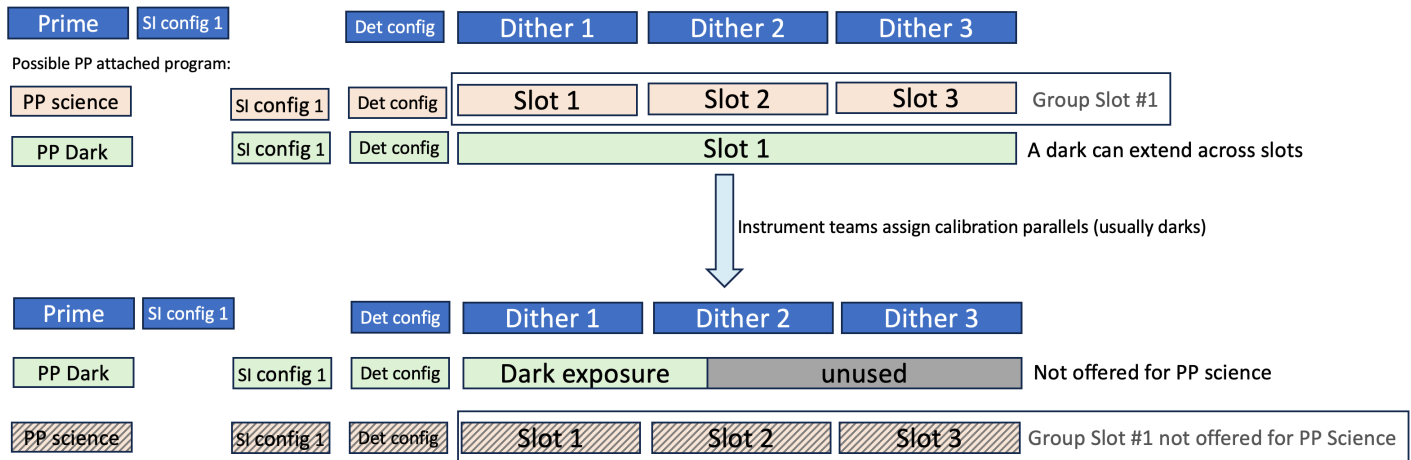 Prime SI config 1 Det config Dither 1 Dither 2 Dither 3
Possible PP attached program:
PP science SI config 1 Det config Slot 1 Slot 2 Slot 3 Group Slot #1
PP Dark SI config 1 Det config Slot 1 A dark can extend across slots
Instrument teams assign calibration parallels (usually darks)
Prime SI config 1 Det config Dither 1 Dither 2 Dither 3
PP Dark SI config 1 Det config Dark exposure unused Not offered for PP science
PP science SI config 1 Det config Slot 1 Slot 2 Slot 3 Group Slot #1 not offered for PP Science